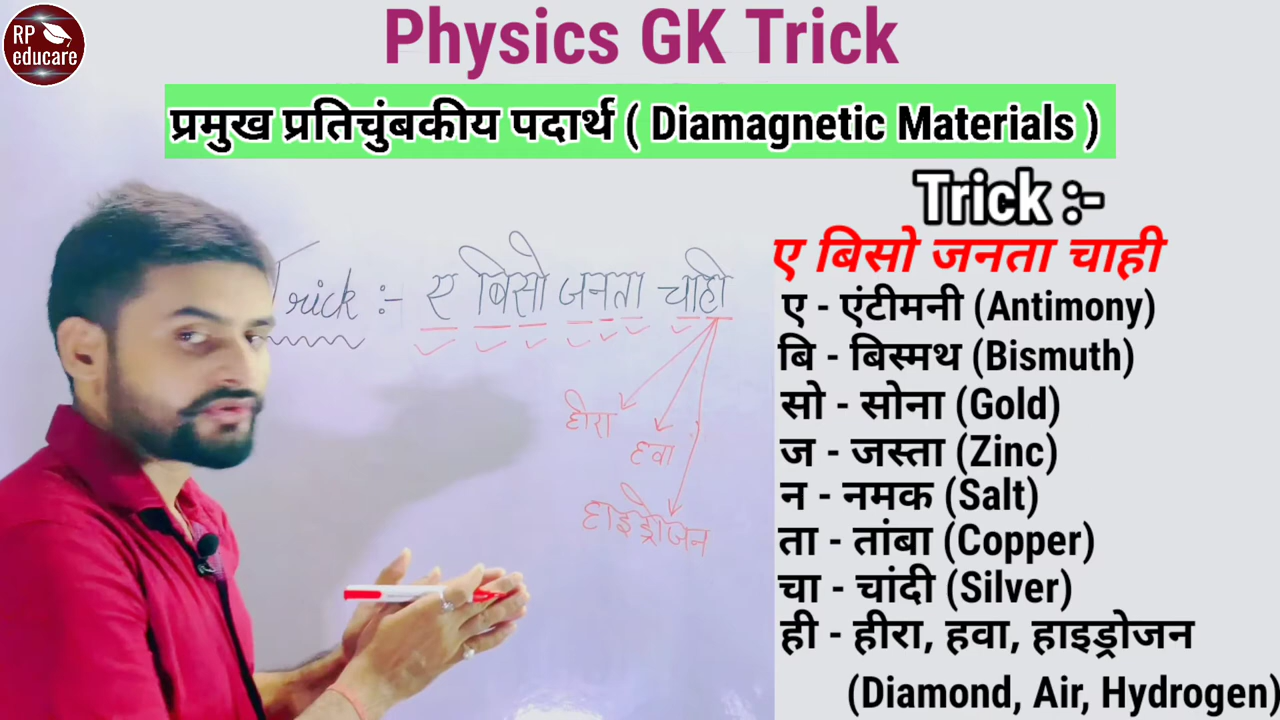 RP
educare
Physics GK Trick
प्रमुख प्रतिचुंबकीय पदार्थ ( Diamagnetic Materials )
Trick :-
ए बिसो जनता चाही
ए - एंटीमनी (Antimony)
बि - बिस्मथ (Bismuth)
सो - सोना (Gold)
ज - जस्ता (Zinc)
न - नमक (Salt)
ता - तांबा (Copper)
चा - चांदी (Silver)
ही - हीरा, हवा, हाइड्रोजन
(Diamond, Air, Hydrogen)
Trick :- ए बिसो जनता चाही
हीरा
हवा
हाइड्रोजन